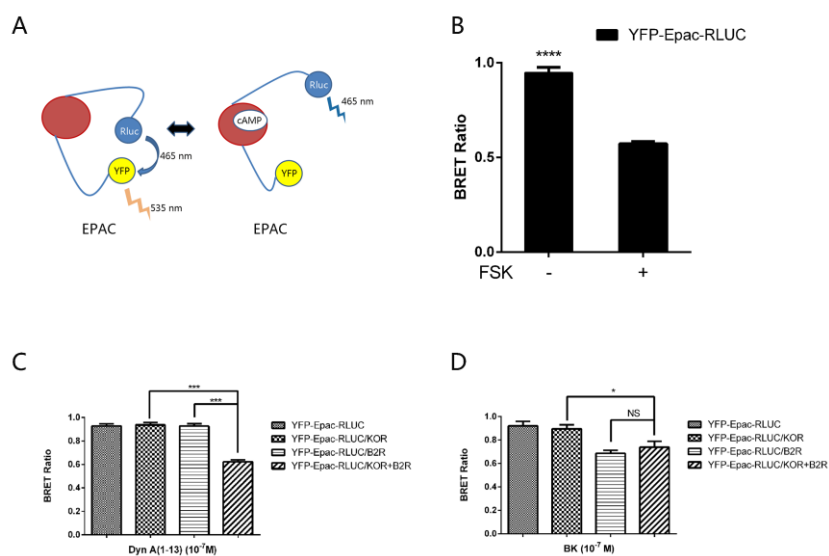 A
Rluc
465 nm
YFP
535 nm
EPAC
cAMP
Rluc
465 nm
YFP
EPAC
B
YFP-Epac-RLUC
BRET Ratio
1.0
0.5
0.0
****
FSK - +
C
BRET Ratio
1.0
0.8
0.6
0.4
0.2
0.0
***
***
YFP-Epac-RLUC
YFP-Epac-RLUC/KOR
YFP-Epac-RLUC/B2R
YFP-Epac-RLUC/KOR+B2R
Dyn A(1-13) (10⁻⁷M)
D
BRET Ratio
1.0
0.8
0.6
0.4
0.2
0.0
*
NS
YFP-Epac-RLUC
YFP-Epac-RLUC/KOR
YFP-Epac-RLUC/B2R
YFP-Epac-RLUC/KOR+B2R
BK (10⁻⁷ M)